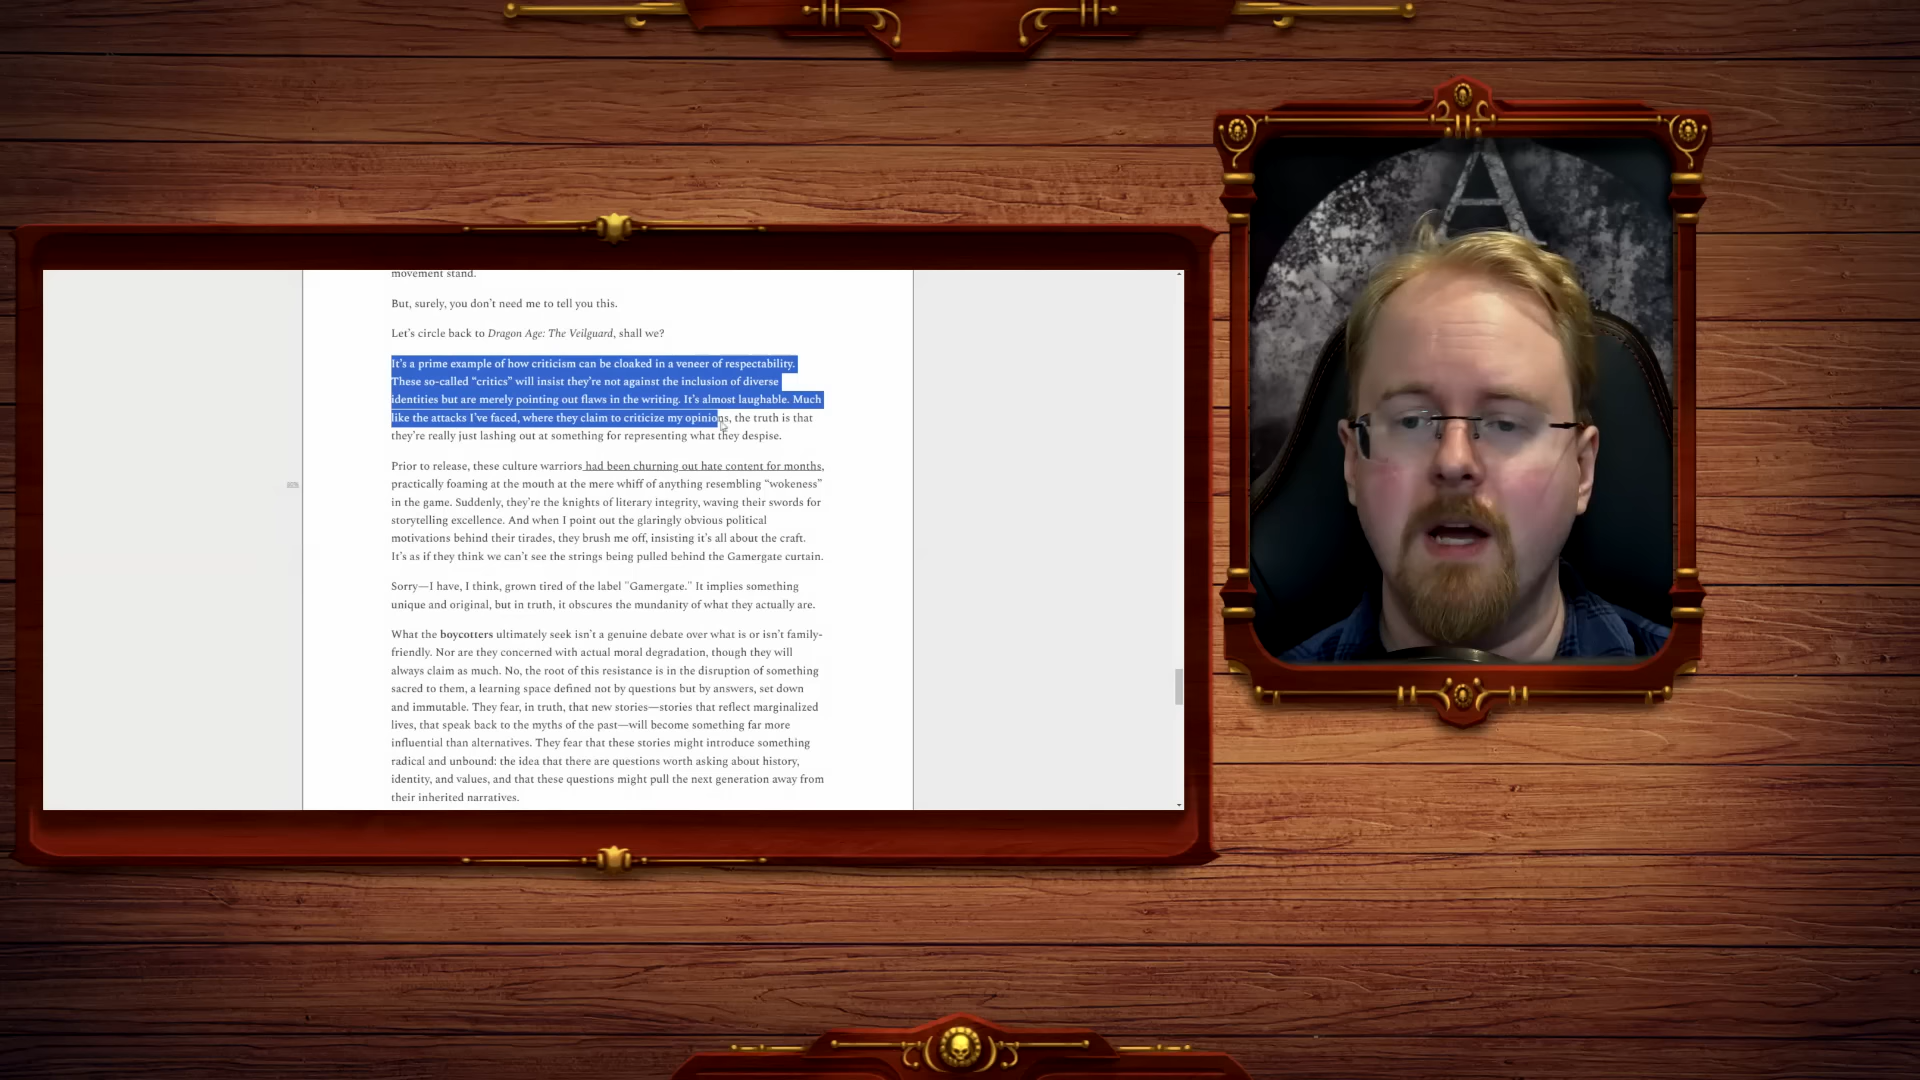 A
movement stand.
But, surely, you don’t need me to tell you this.
Let’s circle back to Dragon Age: The Veilguard, shall we?
It’s a prime example of how criticism can be cloaked in a veneer of respectability.
These so-called “critics” will insist they’re not against the inclusion of diverse
identities but are merely pointing out flaws in the writing. It’s almost laughable. Much
like the attacks I’ve faced, where they claim to criticize my opinions, the truth is that
they’re really just lashing out at something for representing what they despise.
Prior to release, these culture warriors had been churning out hate content for months,
practically foaming at the mouth at the mere whiff of anything resembling “wokeness”
in the game. Suddenly, they’re the knights of literary integrity, waving their swords for
storytelling excellence. And when I point out the glaringly obvious political
motivations behind their tirades, they brush me off, insisting it’s all about the craft.
It’s as if they think we can’t see the strings being pulled behind the Gamergate curtain.
Sorry—I have, I think, grown tired of the label "Gamergate." It implies something
unique and original, but in truth, it obscures the mundanity of what they actually are.
What the boycotters ultimately seek isn’t a genuine debate over what is or isn’t family-
friendly. Nor are they concerned with actual moral degradation, though they will
always claim as much. No, the root of this resistance is in the disruption of something
sacred to them, a learning space defined not by questions but by answers, set down
and immutable. They fear, in truth, that new stories—stories that reflect marginalized
lives, that speak back to the myths of the past—will become something far more
influential than alternatives. They fear that these stories might introduce something
radical and unbound: the idea that there are questions worth asking about history,
identity, and values, and that these questions might pull the next generation away from
their inherited narratives.